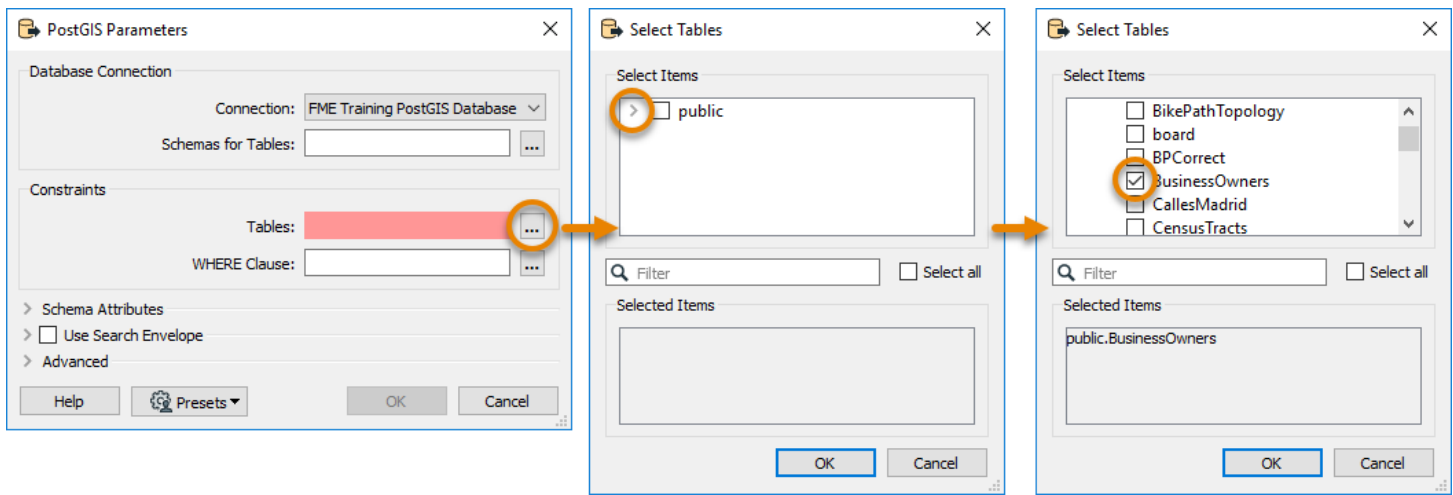 PostGIS Parameters
Database Connection
Connection: FME Training PostGIS Database
Schemas for Tables: ...
Constraints
Tables: ...
WHERE Clause: ...
Schema Attributes
Use Search Envelope
Advanced
Help Presets OK Cancel
Select Tables
Select Items
public
Filter Select all
Selected Items
OK Cancel
Select Tables
Select Items
BikePathTopology
board
BPCorrect
BusinessOwners
CallesMadrid
CensusTracts
Filter Select all
Selected Items
public.BusinessOwners
OK Cancel